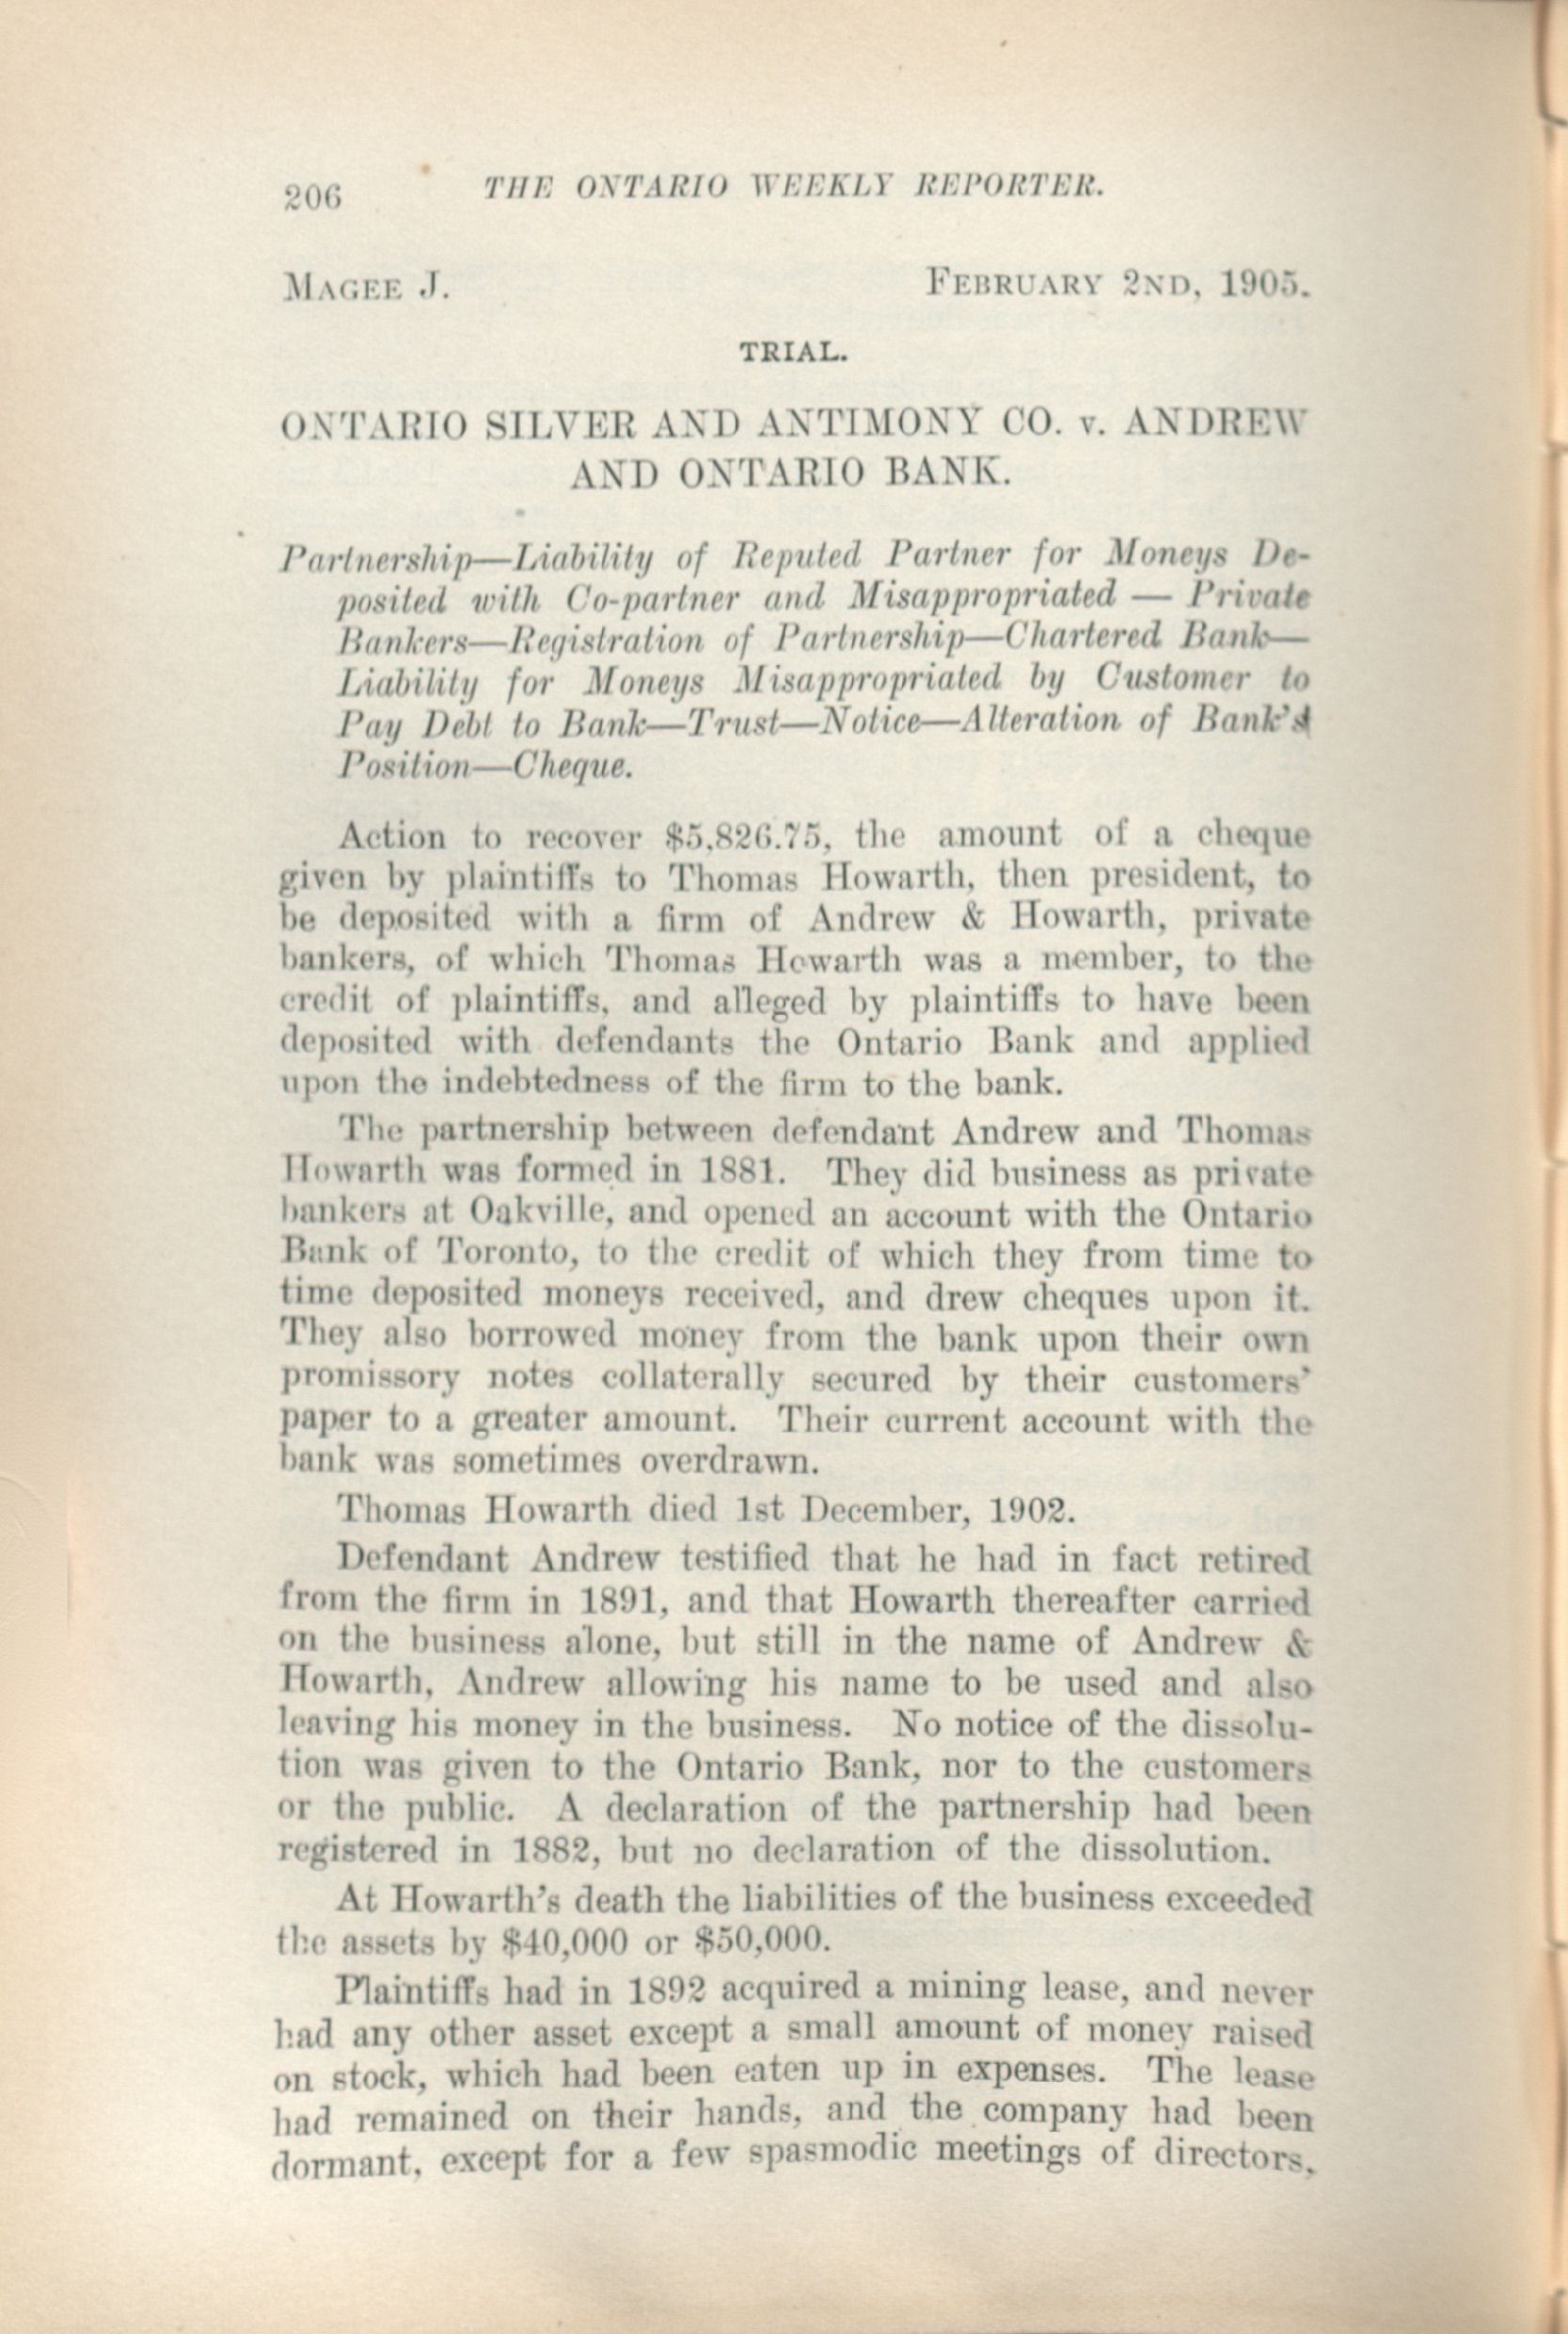 206 THE ONTARIO WEEKLY REPORTER.
MAGEE J. FEBRUARY 2ND, 1905.
TRIAL.
ONTARIO SILVER AND ANTIMONY CO. v. ANDREW
AND ONTARIO BANK.
Partnership—Liability of Reputed Partner for Moneys De-
posited with Co-partner and Misappropriated — Private
Bankers—Registration of Partnership—Chartered Bank—
Liability for Moneys Misappropriated by Customer to
Pay Debt to Bank—Trust—Notice—Alteration of Bank's
Position—Cheque.
Action to recover $5,826.75, the amount of a cheque
given by plaintiffs to Thomas Howarth, then president, to
be deposited with a firm of Andrew & Howarth, private
bankers, of which Thomas Howarth was a member, to the
credit of plaintiffs, and alleged by plaintiffs to have been
deposited with defendants the Ontario Bank and applied
upon the indebtedness of the firm to the bank.
The partnership between defendant Andrew and Thomas
Howarth was formed in 1881. They did business as private
bankers at Oakville, and opened an account with the Ontario
Bank of Toronto, to the credit of which they from time to
time deposited moneys received, and drew cheques upon it.
They also borrowed money from the bank upon their own
promissory notes collaterally secured by their customers'
paper to a greater amount. Their current account with the
bank was sometimes overdrawn.
Thomas Howarth died 1st December, 1902.
Defendant Andrew testified that he had in fact retired
from the firm in 1891, and that Howarth thereafter carried
on the business alone, but still in the name of Andrew &
Howarth, Andrew allowing his name to be used and also
leaving his money in the business. No notice of the dissolu-
tion was given to the Ontario Bank, nor to the customers
or the public. A declaration of the partnership had been
registered in 1882, but no declaration of the dissolution.
At Howarth's death the liabilities of the business exceeded
the assets by $40,000 or $50,000.
Plaintiffs had in 1892 acquired a mining lease, and never
had any other asset except a small amount of money raised
on stock, which had been eaten up in expenses. The lease
had remained on their hands, and the company had been
dormant, except for a few spasmodic meetings of directors,